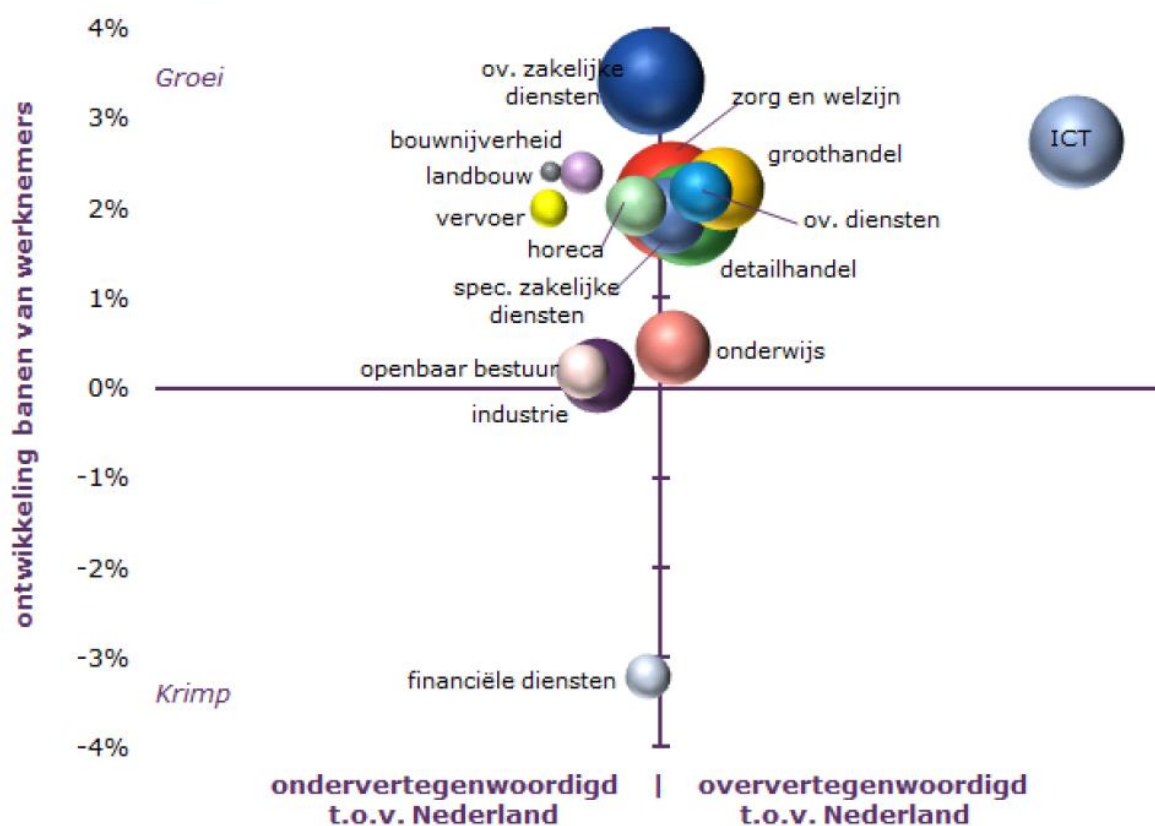 4%
Groei
ov. zakelijke
diensten
zorg en welzijn
3%
bouwnijverheid
ICT
groothandel
landbouw
2%
vervoer
ov. diensten
horeca
detailhandel
spec. zakelijke
diensten
1%
onderwijs
openbaar bestuur
0%
industrie
-1%
-2%
-3%
financiële diensten
Krimp
-4%
ontwikkeling banen van werknemers
ondervertegenwoordigd | oververtegenwoordigd
t.o.v. Nederland t.o.v. Nederland